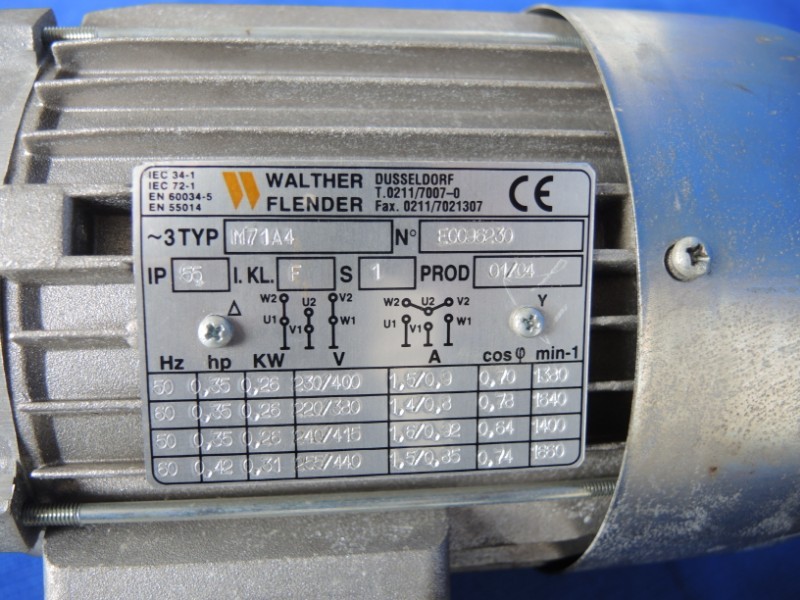 IEC 34-1
IEC 72-1
EN 60034-5
EN 55014
WALTHER
FLENDER
DUSSELDORF
T.0211/7007-0
Fax. 0211/7021307
CE
~3 TYP M71A4 N° E0096230
IP 55 I. KL. F S 1 PROD 01/04
Δ W2 U2 V2 W2 U2 V2 Y
U1 V1 W1 U1 V1 W1
Hz hp KW V A cos φ min-1
50 0,35 0,26 230/400 1,5/0,9 0,70 1380
60 0,35 0,26 220/380 1,4/0,8 0,78 1640
50 0,35 0,26 240/415 1,6/0,92 0,64 1400
60 0,42 0,31 255/440 1,5/0,85 0,74 1660